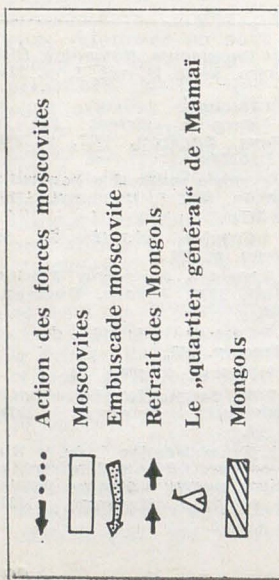 Action des forces moscovites
Moscovites
Embuscade moscovite
Retrait des Mongols
Le „quartier général“ de Mamaï
Mongols